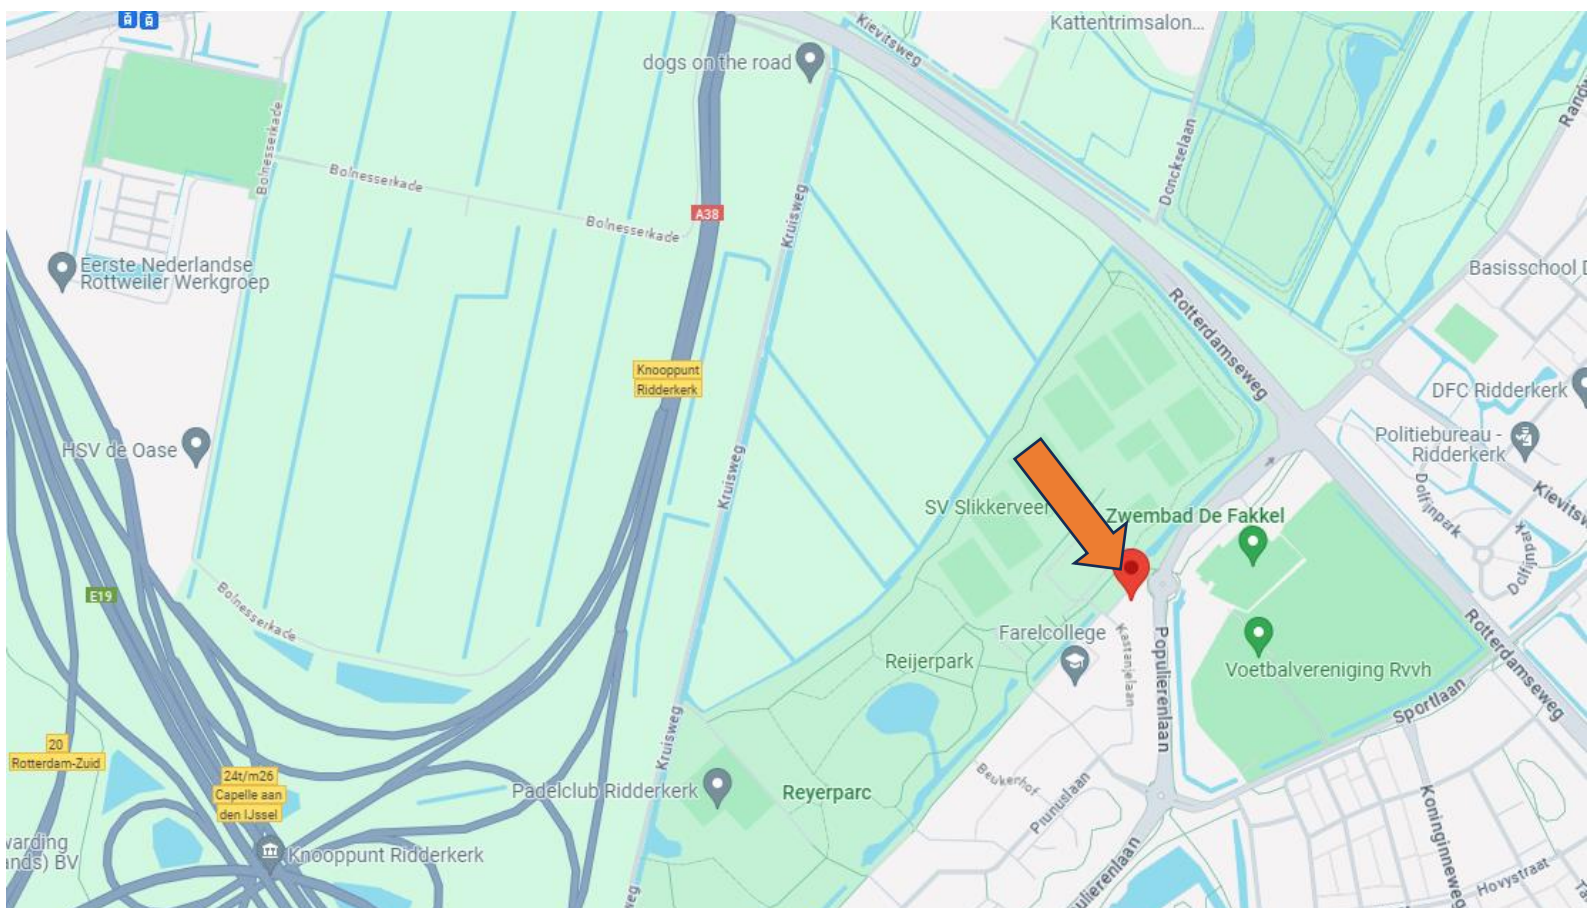 Kievitsweg
Kattentrimsalon...
dogs on the road
Bolnesserkade
Donckselaan
Bolnesserkade
Bolnesserkade
A38
Kruisweg
Eerste Nederlandse
Rottweiler Werkgroep
Basisschool
Rotterdamseweg
Knooppunt
Ridderkerk
DFC Ridderkerk
HSV de Oase
Politiebureau -
Ridderkerk
Kruisweg
Dolfijnpark
SV Slikkerveer
Zwembad De Fakkel
Dolfijnpark
E19
Bolnesserkade
Farelcollege
Kastanjelaan
Populierenlaan
Reijerpark
Voetbalvereniging Rvvh
Rotterdamseweg
Sportlaan
Kruisweg
20
Rotterdam-Zuid
24t/m26
Capelle aan
den IJssel
Padelclub Ridderkerk
Reyerparc
Beukenhof
Prunuslaan
Koninginneweg
Knooppunt Ridderkerk
Hovystraat